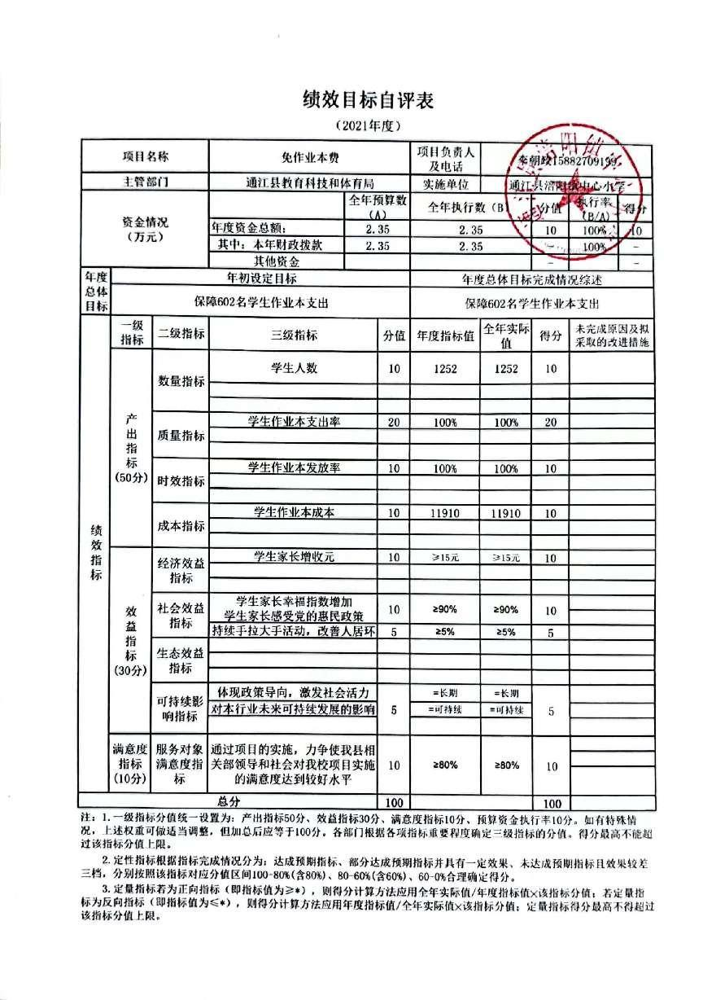 绩效目标自评表
(2021年度)
项目名称 免作业本费 项目负责人及电话 李朝政15882709199
主管部门 通江县教育科技和体育局 实施单位 通江县涪阳镇中心小学
资金情况(万元) 全年预算数(A) 全年执行数(B) 分值 执行率(B/A) 得分
年度资金总额: 2.35 2.35 10 100% 10
其中:本年财政拨款 2.35 2.35 - 100% -
其他资金 - -
年度总体目标 年初设定目标 年度总体目标完成情况综述
保障602名学生作业本支出 保障602名学生作业本支出
绩效指标 一级指标 二级指标 三级指标 分值 年度指标值 全年实际值 得分 未完成原因及拟采取的改进措施
产出指标(50分) 数量指标 学生人数 10 1252 1252 10
质量指标 学生作业本支出率 20 100% 100% 20
时效指标 学生作业本发放率 10 100% 100% 10
成本指标 学生作业本成本 10 11910 11910 10
效益指标(30分) 经济效益指标 学生家长增收元 10 ≥15元 ≥15元 10
社会效益指标 学生家长幸福指数增加
学生家长感受党的惠民政策 10 ≥90% ≥90% 10
持续手拉大手活动,改善人居环 5 ≥5% ≥5% 5
生态效益指标
可持续影响指标 体现政策导向,激发社会活力 =长期 =长期
对本行业未来可持续发展的影响 5 =可持续 =可持续 5
满意度指标(10分) 服务对象满意度指标 通过项目的实施,力争使我县相关部领导和社会对我校项目实施的满意度达到较好水平 10 ≥80% ≥80% 10
总分 100 100
注:1.一级指标分值统一设置为:产出指标50分、效益指标30分、满意度指标10分、预算资金执行率10分。如有特殊情
况,上述权重可做适当调整,但加总后应等于100分。各部门根据各项指标重要程度确定三级指标的分值。得分最高不能超
过该指标分值上限。
2.定性指标根据指标完成情况分为:达成预期指标、部分达成预期指标并具有一定效果、未达成预期指标且效果较差
三档,分别按照该指标对应分值区间100-80%(含80%)、80-60%(含60%)、60-0%合理确定得分。
3.定量指标若为正向指标(即指标值为≥*),则得分计算方法应用全年实际值/年度指标值×该指标分值;若定量指
标为反向指标(即指标值为≤*),则得分计算方法应用年度指标值/全年实际值×该指标分值;定量指标得分最高不得超过
该指标分值上限。